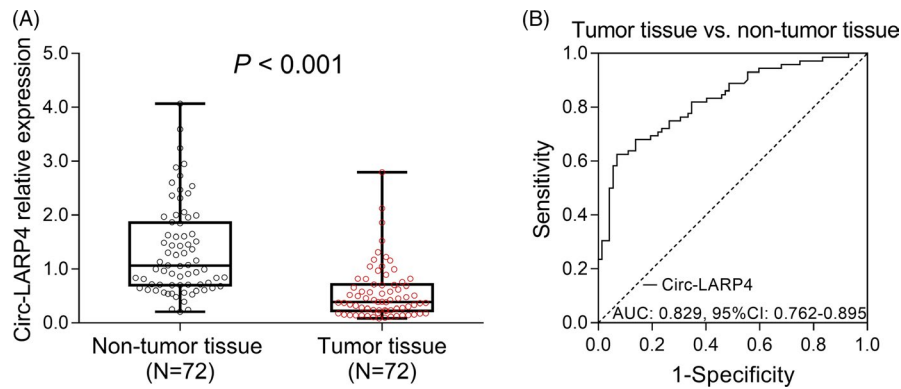 (A)
Circ-LARP4 relative expression
5.0
4.0
3.0
2.0
1.0
0.0
P < 0.001
Non-tumor tissue
(N=72)
Tumor tissue
(N=72)
(B)
Tumor tissue vs. non-tumor tissue
Sensitivity
1.0
0.8
0.6
0.4
0.2
0.0
Circ-LARP4
AUC: 0.829, 95%CI: 0.762-0.895
0.0 0.2 0.4 0.6 0.8 1.0
1-Specificity